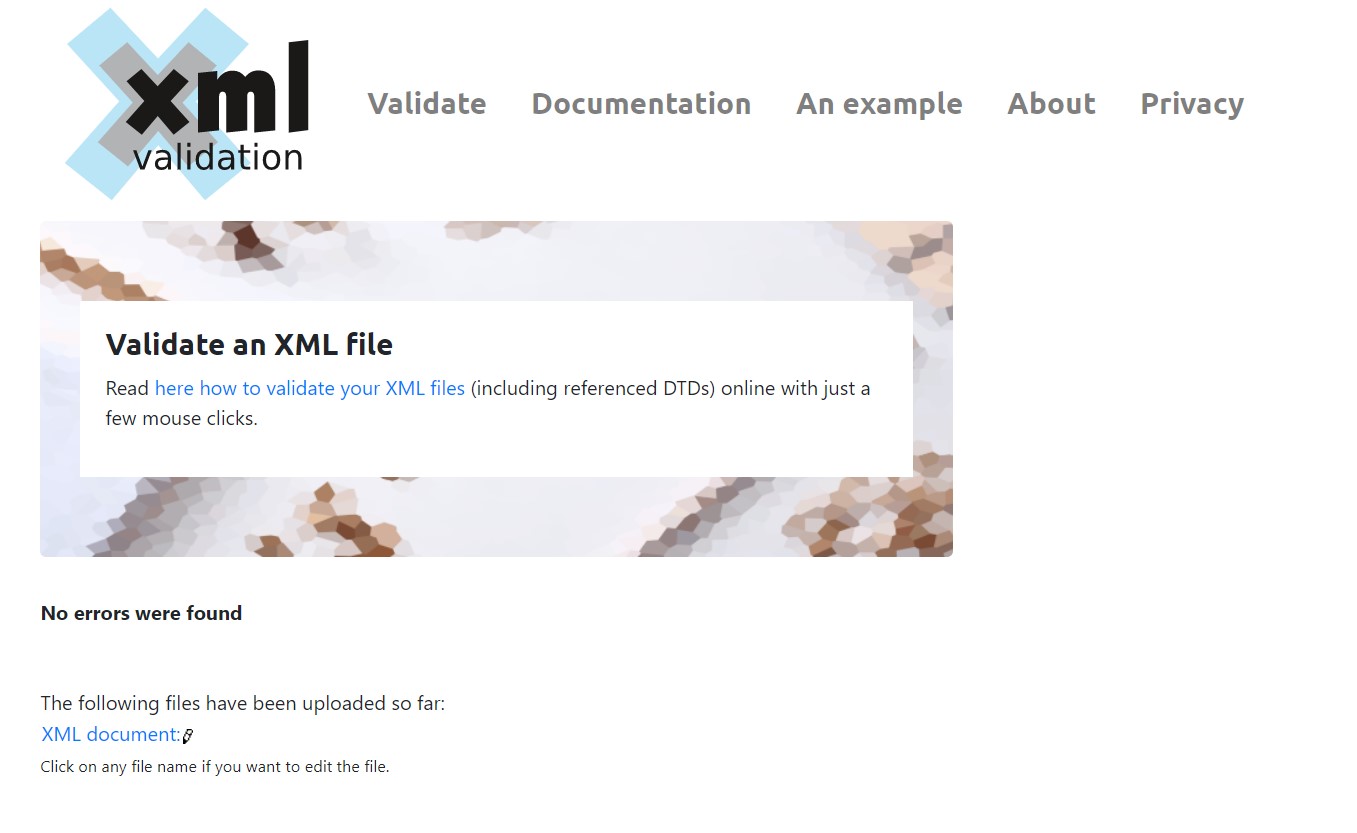 xml
validation
Validate
Documentation
An example
About
Privacy
Validate an XML file
Read here how to validate your XML files (including referenced DTDs) online with just a
few mouse clicks.
No errors were found
The following files have been uploaded so far:
XML document:
Click on any file name if you want to edit the file.